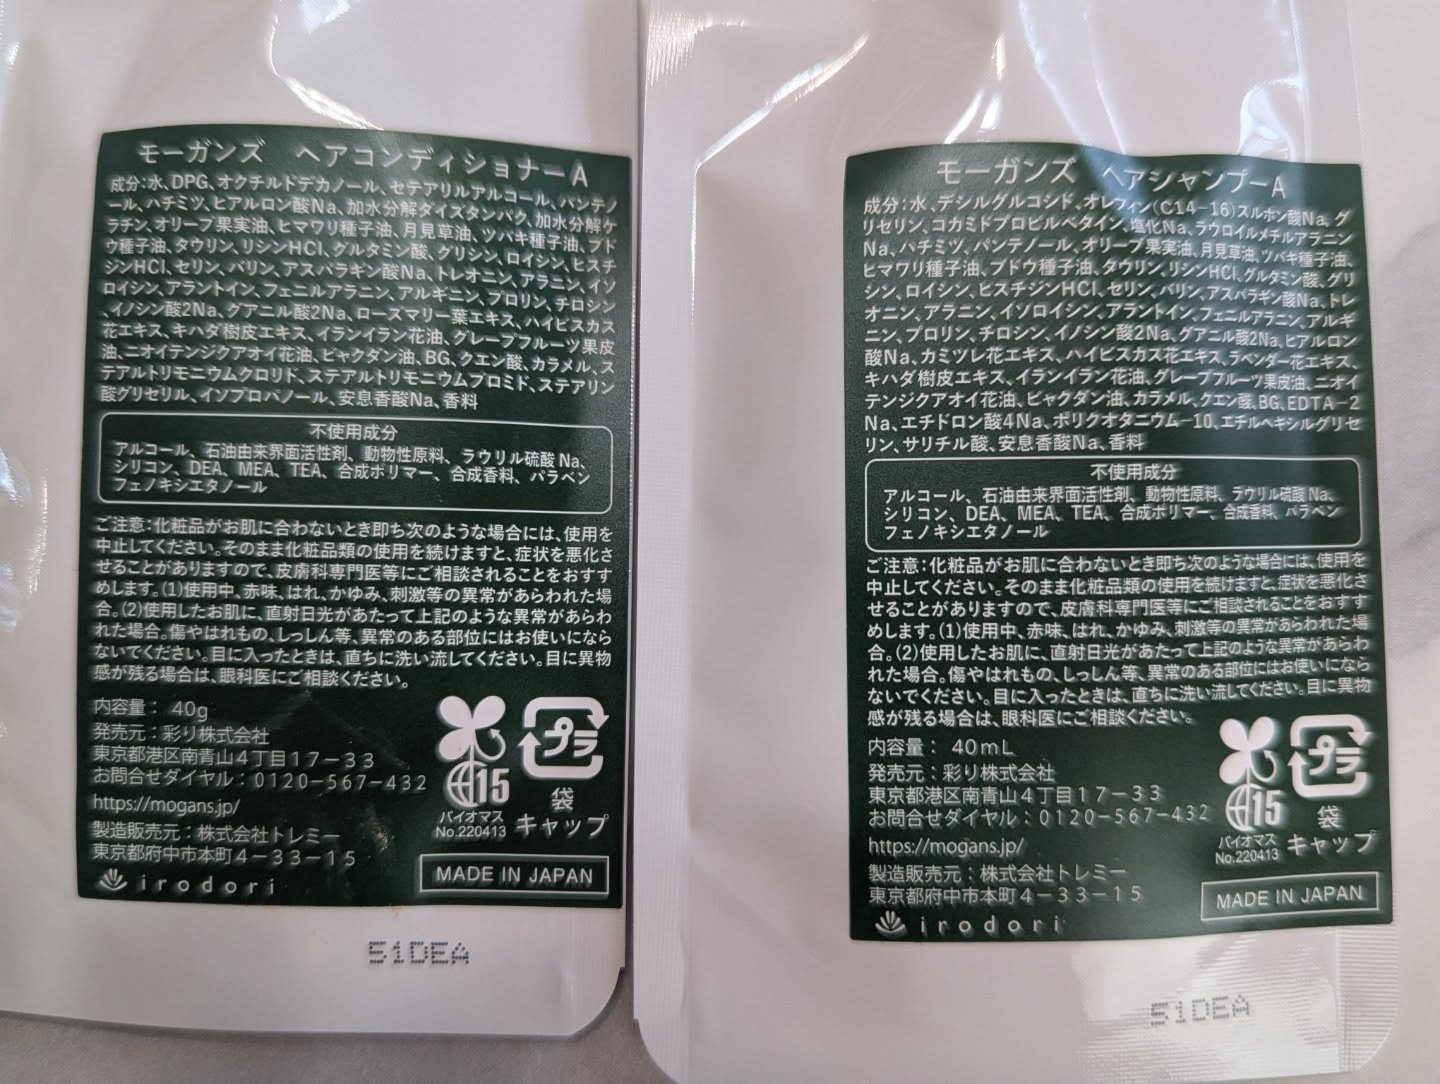 モーガンズ ヘアコンディショナーA
成分：水、DPG、オクチルドデカノール、セテアリルアルコール、パンテノ
ール、ハチミツ、ヒアルロン酸Na、加水分解ダイズタンパク、加水分解ケ
ラチン、オリーブ果実油、ヒマワリ種子油、月見草油、ツバキ種子油、ブド
ウ種子油、タウリン、リシンHCl、グルタミン酸、グリシン、ロイシン、ヒスチ
ジンHCl、セリン、バリン、アスパラギン酸Na、トレオニン、アラニン、イソ
ロイシン、アラントイン、フェニルアラニン、アルギニン、プロリン、チロシン
、イノシン酸2Na、グアニル酸2Na、ローズマリー葉エキス、ハイビスカス
花エキス、キハダ樹皮エキス、イランイラン花油、グレープフルーツ果皮
油、ニオイテンジクアオイ花油、ビャクダン油、BG、クエン酸、カラメル、ス
テアルトリモニウムクロリド、ステアルトリモニウムブロミド、ステアリン
酸グリセリル、イソプロパノール、安息香酸Na、香料
不使用成分
アルコール、石油由来界面活性剤、動物性原料、ラウリル硫酸Na、
シリコン、DEA、MEA、TEA、合成ポリマー、合成香料、パラベン
フェノキシエタノール
ご注意：化粧品がお肌に合わないとき即ち次のような場合には、使用を
中止してください。そのまま化粧品類の使用を続けますと、症状を悪化さ
せることがありますので、皮膚科専門医等にご相談されることをおすす
めします。(1)使用中、赤味、はれ、かゆみ、刺激等の異常があらわれた場
合。(2)使用したお肌に、直射日光があたって上記のような異常があらわ
れた場合。傷やはれもの、しっしん等、異常のある部位にはお使いになら
ないでください。目に入ったときは、直ちに洗い流してください。目に異物
感が残る場合は、眼科医にご相談ください。
内容量： 40g
発売元：彩り株式会社
東京都港区南青山4丁目17−33
お問合せダイヤル：0120−567−432
https://mogans.jp/
製造販売元：株式会社トレミー
東京都府中市本町4−33−15
irodori
15
バイオマス
No.220413
プラ
袋
キャップ
MADE IN JAPAN
51DEA
モーガンズ ヘアシャンプーA
成分：水、デシルグルコシド、オレフィン(C14−16)スルホン酸Na、グ
リセリン、コカミドプロピルベタイン、塩化Na、ラウロイルメチルアラニン
Na、ハチミツ、パンテノール、オリーブ果実油、月見草油、ツバキ種子油、
ヒマワリ種子油、ブドウ種子油、タウリン、リシンHCl、グルタミン酸、グリ
シン、ロイシン、ヒスチジンHCl、セリン、バリン、アスパラギン酸Na、トレ
オニン、アラニン、イソロイシン、アラントイン、フェニルアラニン、アルギ
ニン、プロリン、チロシン、イノシン酸2Na、グアニル酸2Na、ヒアルロン
酸Na、カミツレ花エキス、ハイビスカス花エキス、ラベンダー花エキス、
キハダ樹皮エキス、イランイラン花油、グレープフルーツ果皮油、ニオイ
テンジクアオイ花油、ビャクダン油、カラメル、クエン酸、BG、EDTA−2
Na、エチドロン酸4Na、ポリクオタニウム−10、エチルヘキシルグリセ
リン、サリチル酸、安息香酸Na、香料
不使用成分
アルコール、石油由来界面活性剤、動物性原料、ラウリル硫酸Na、
シリコン、DEA、MEA、TEA、合成ポリマー、合成香料、パラベン
フェノキシエタノール
ご注意：化粧品がお肌に合わないとき即ち次のような場合には、使用を
中止してください。そのまま化粧品類の使用を続けますと、症状を悪化さ
せることがありますので、皮膚科専門医等にご相談されることをおすす
めします。(1)使用中、赤味、はれ、かゆみ、刺激等の異常があらわれた場
合。(2)使用したお肌に、直射日光があたって上記のような異常があらわ
れた場合。傷やはれもの、しっしん等、異常のある部位にはお使いになら
ないでください。目に入ったときは、直ちに洗い流してください。目に異物
感が残る場合は、眼科医にご相談ください。
内容量： 40mL
発売元：彩り株式会社
東京都港区南青山4丁目17−33
お問合せダイヤル：0120−567−432
https://mogans.jp/
製造販売元：株式会社トレミー
東京都府中市本町4−33−15
irodori
15
バイオマス
No.220413
プラ
袋
キャップ
MADE IN JAPAN
51DEA